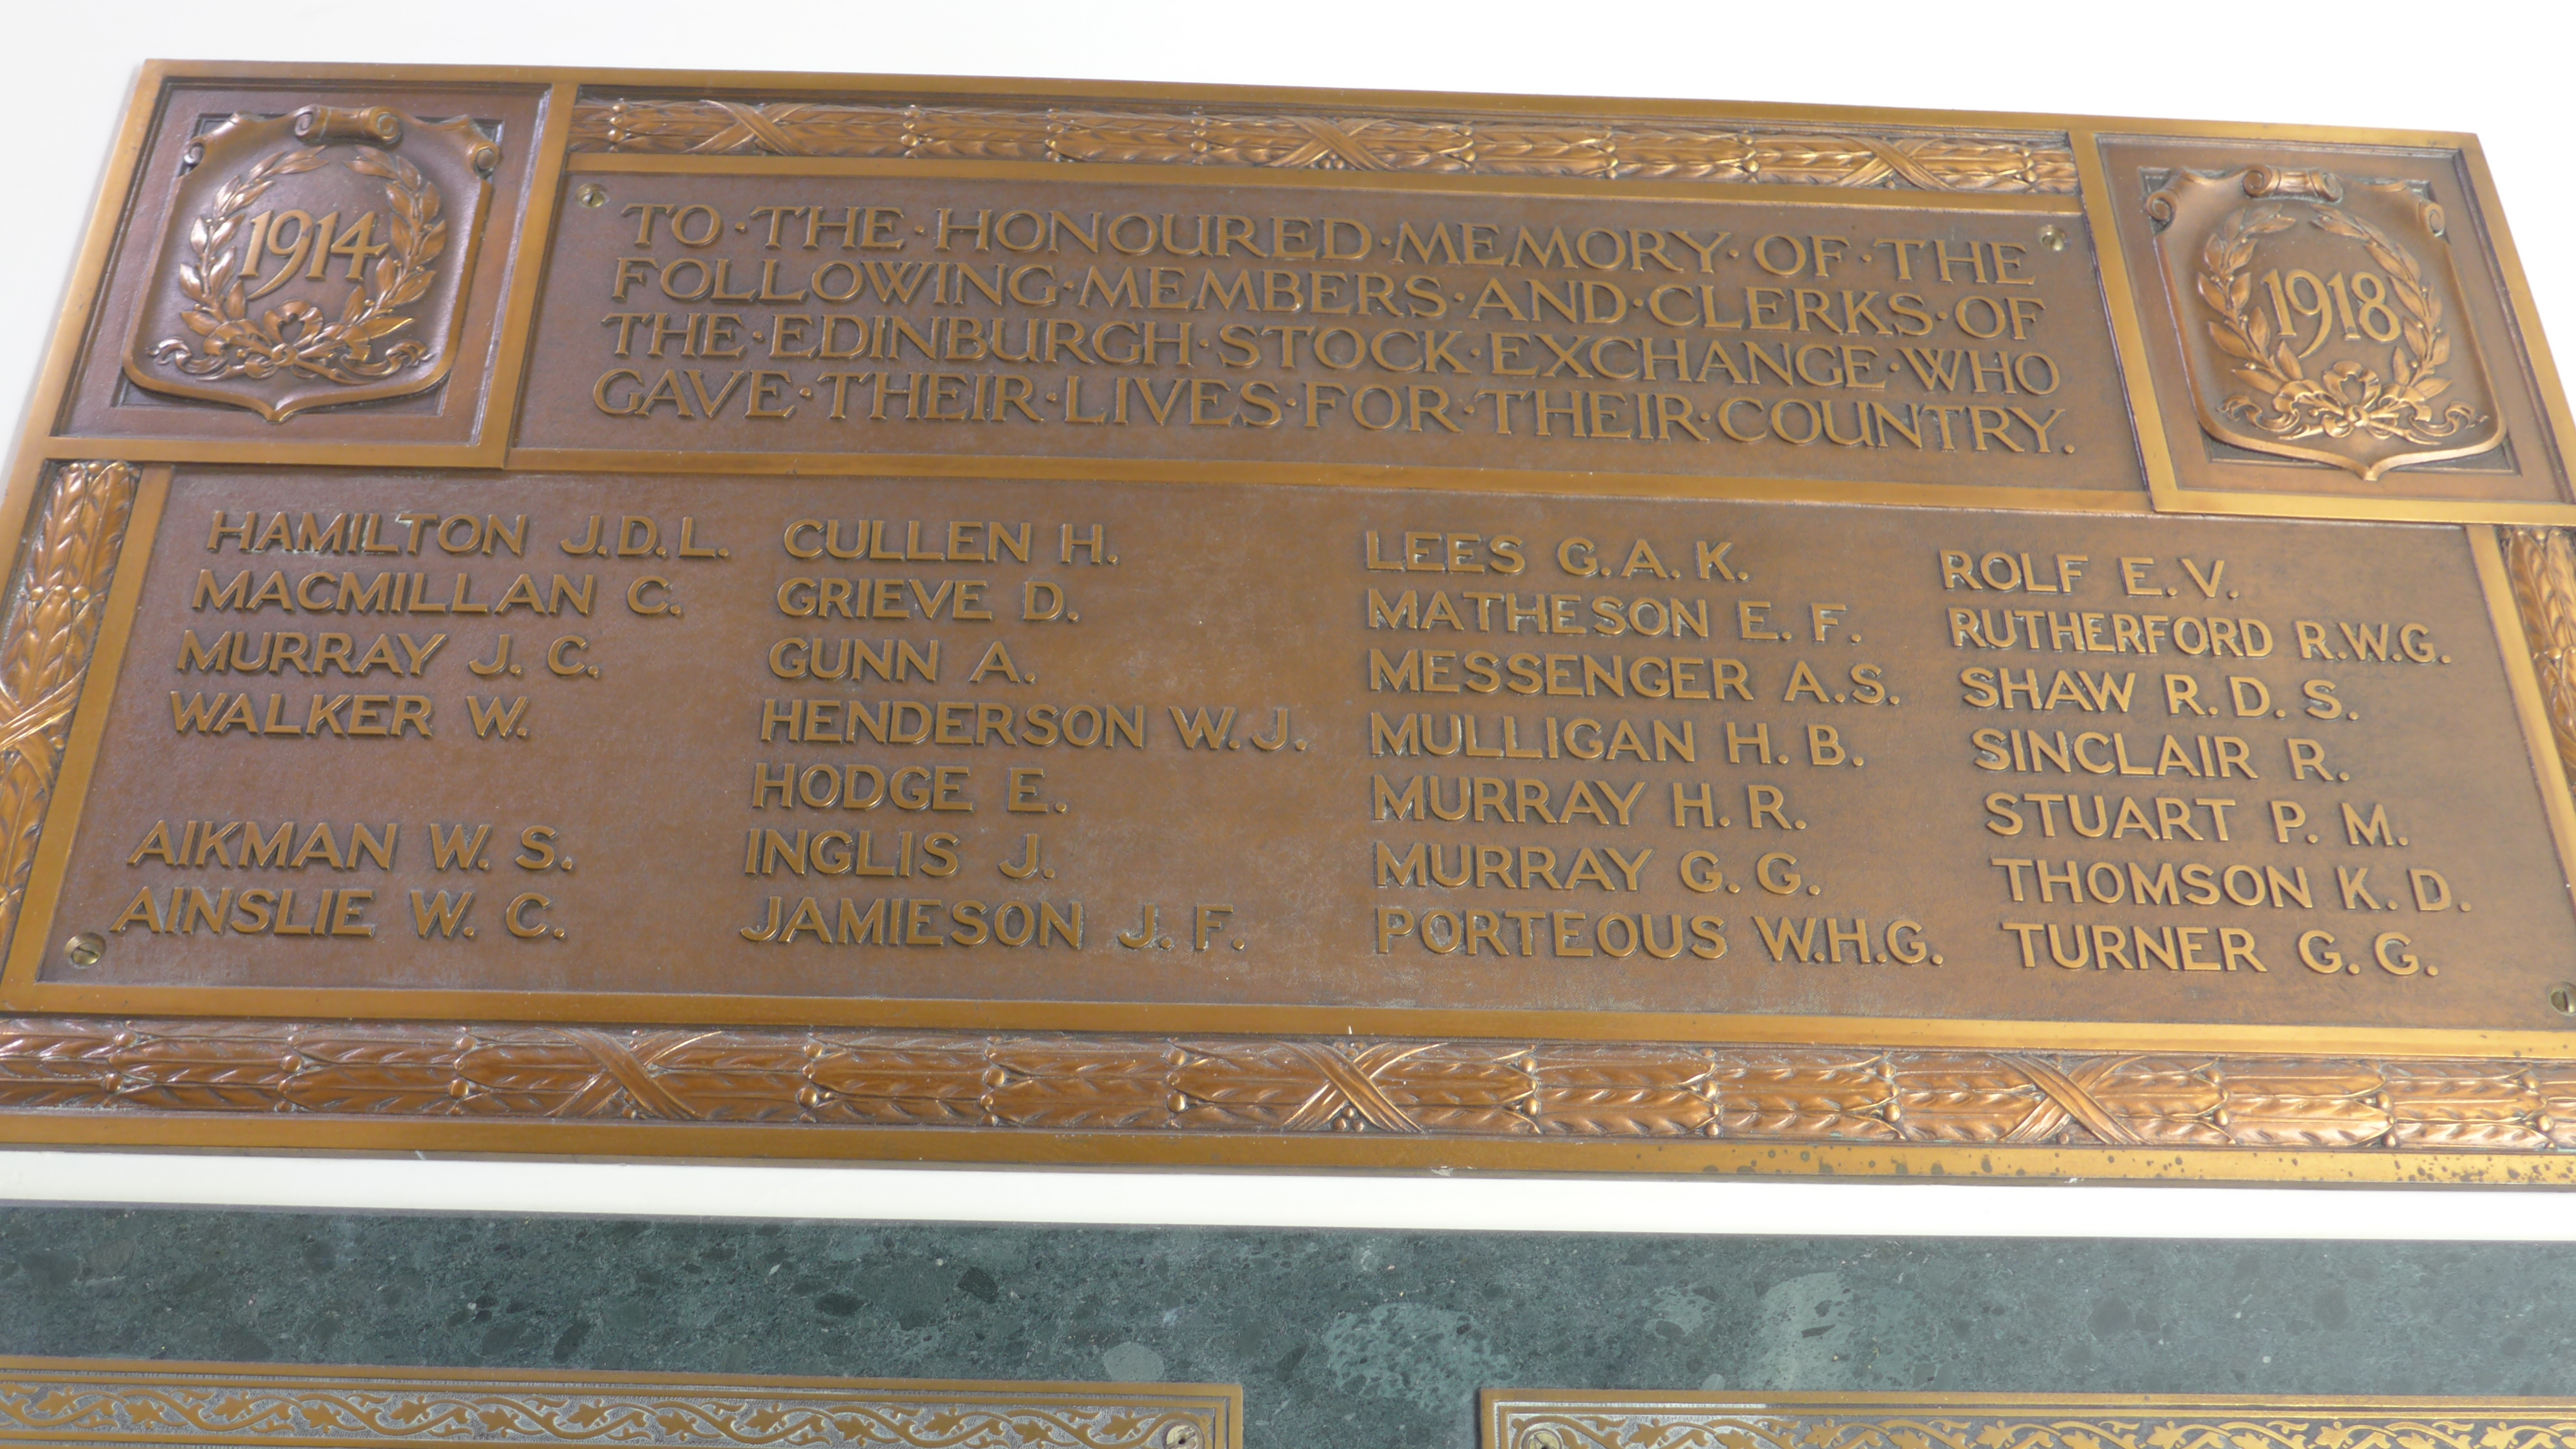 1914
TO·THE·HONOURED·MEMORY·OF·THE
FOLLOWING·MEMBERS·AND·CLERKS·OF
THE·EDINBURGH·STOCK·EXCHANGE·WHO
GAVE·THEIR·LIVES·FOR·THEIR·COUNTRY.
1918
HAMILTON J.D.L.
MACMILLAN C.
MURRAY J. C.
WALKER W.
AIKMAN W. S.
AINSLIE W. C.
CULLEN H.
GRIEVE D.
GUNN A.
HENDERSON W.J.
HODGE E.
INGLIS J.
JAMIESON J. F.
LEES G. A. K.
MATHESON E. F.
MESSENGER A.S.
MULLIGAN H. B.
MURRAY H. R.
MURRAY G. G.
PORTEOUS W.H.G.
ROLF E. V.
RUTHERFORD R.W.G.
SHAW R. D. S.
SINCLAIR R.
STUART P. M.
THOMSON K. D.
TURNER G. G.